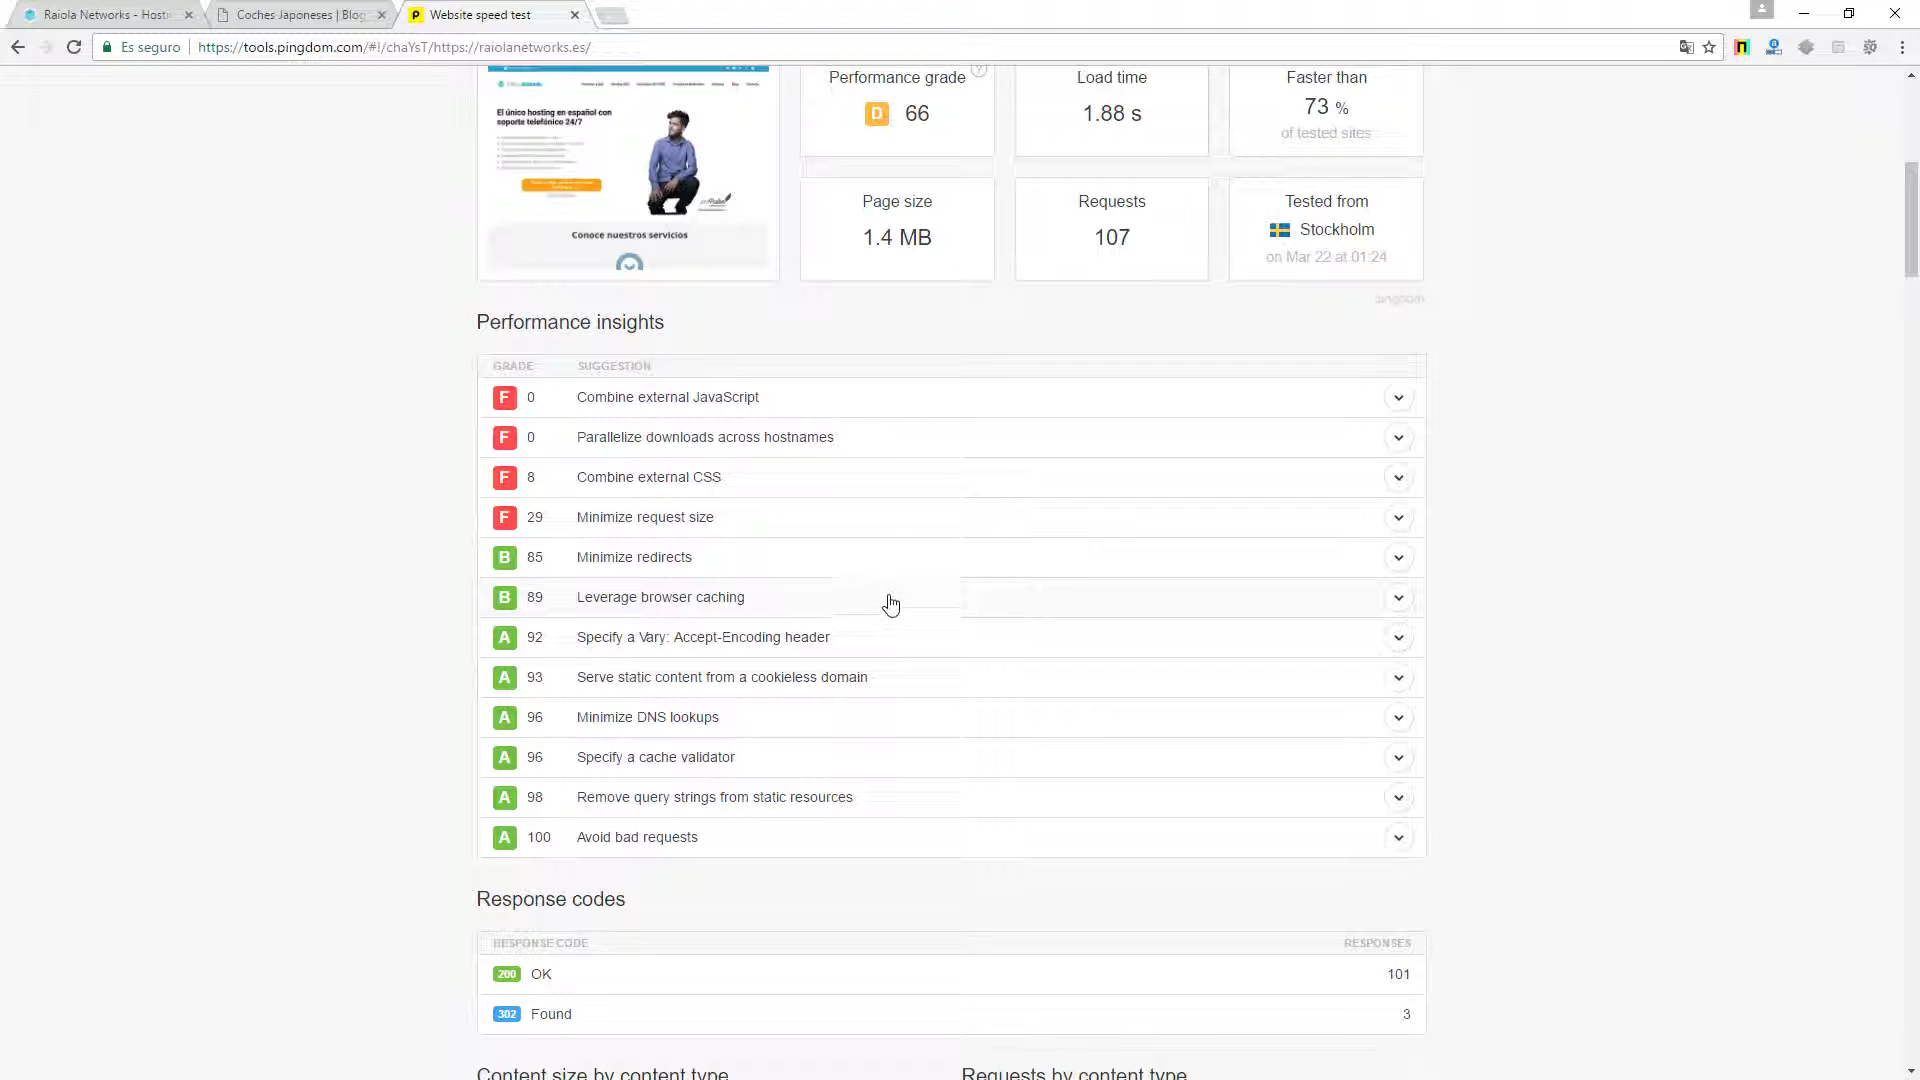 Raiola Networks - Hosti
Coches Japoneses | Blog
Website speed test
Es seguro
https://tools.pingdom.com/#!/chaYsT/https://raiolanetworks.es/
El único hosting en español con
soporte telefónico 24/7
Conoce nuestros servicios
Performance grade
?
D 66
Load time
1.88 s
Faster than
73 %
of tested sites
Page size
1.4 MB
Requests
107
Tested from
Stockholm
on Mar 22 at 01:24
pingdom
Performance insights
GRADE SUGGESTION
F 0 Combine external JavaScript
F 0 Parallelize downloads across hostnames
F 8 Combine external CSS
F 29 Minimize request size
B 85 Minimize redirects
B 89 Leverage browser caching
A 92 Specify a Vary: Accept-Encoding header
A 93 Serve static content from a cookieless domain
A 96 Minimize DNS lookups
A 96 Specify a cache validator
A 98 Remove query strings from static resources
A 100 Avoid bad requests
Response codes
RESPONSE CODE RESPONSES
200 OK 101
302 Found 3
Content size by content type
Requests by content type